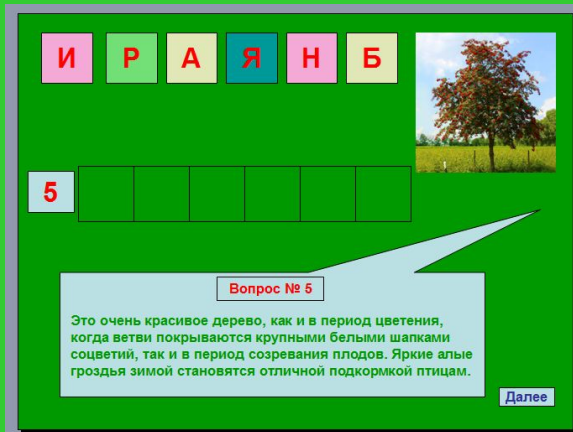 И Р А Я Н Б
5
Вопрос № 5
Это очень красивое дерево, как и в период цветения,
когда ветви покрываются крупными белыми шапками
соцветий, так и в период созревания плодов. Яркие алые
гроздья зимой становятся отличной подкормкой птицам.
Далее